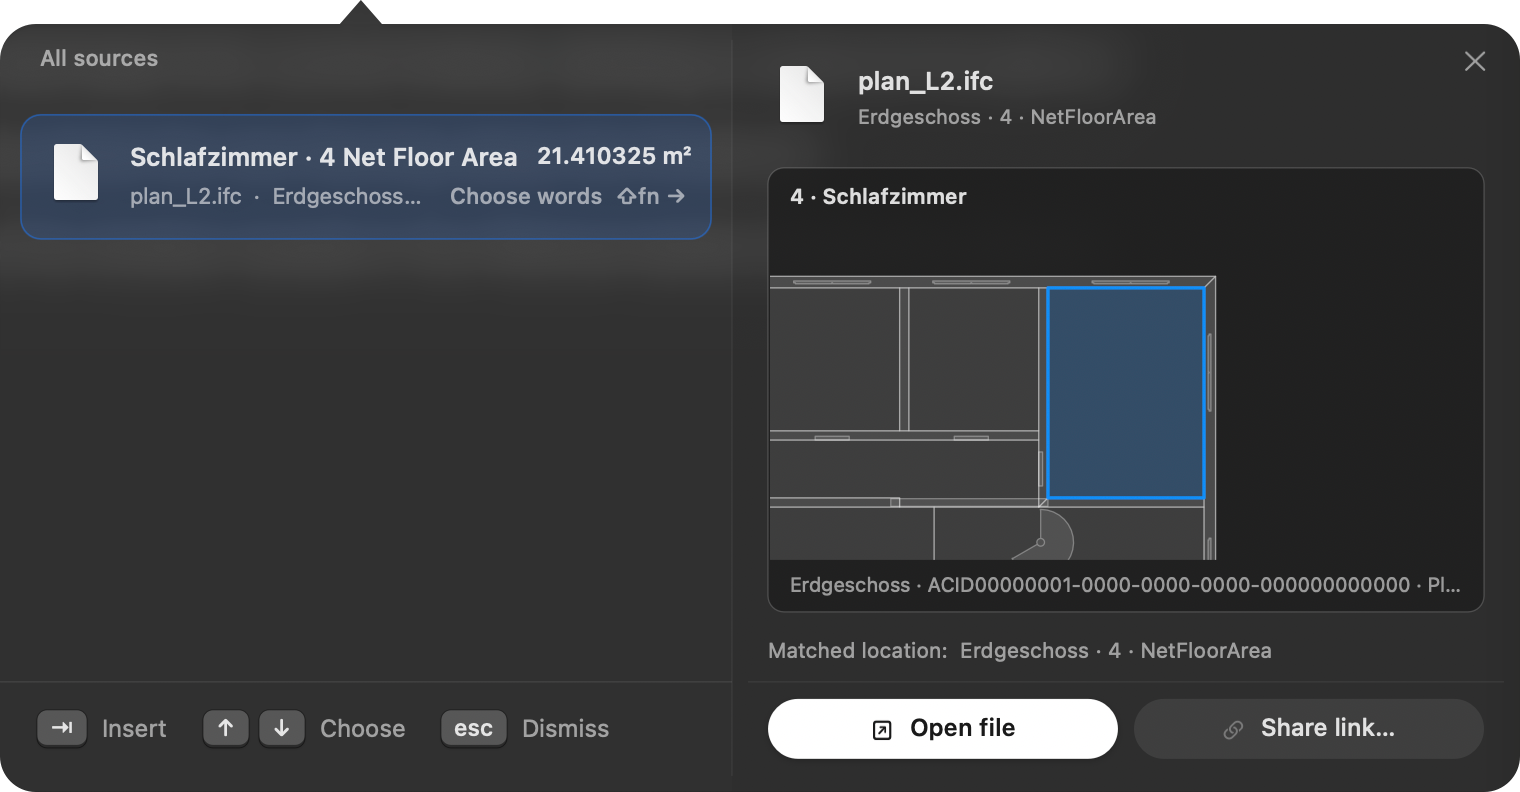 All sources
Schlafzimmer · 4 Net Floor Area 21.410325 m²
plan_L2.ifc · Erdgeschoss... Choose words ⇧fn →
Insert
Choose
esc Dismiss
plan_L2.ifc
Erdgeschoss · 4 · NetFloorArea
4 · Schlafzimmer
Erdgeschoss · ACID00000001-0000-0000-0000-000000000000 · Pl...
Matched location: Erdgeschoss · 4 · NetFloorArea
Open file
Share link...